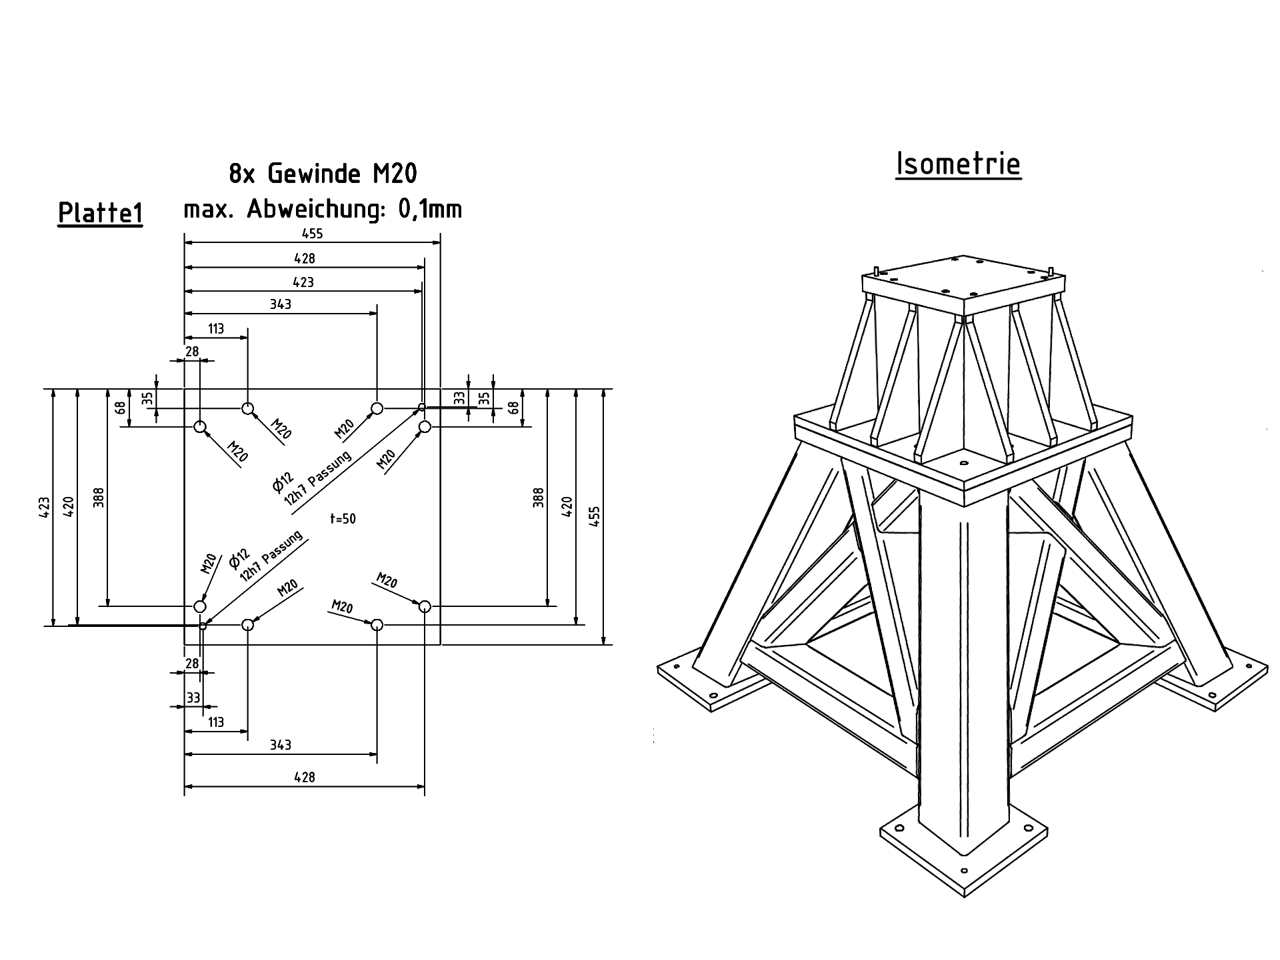 Isometrie
8x Gewinde M20
Platte1
max. Abweichung: 0,1mm
455
428
423
343
113
28
35
68
33
35
68
M20
M20
M20
M20
Ø12
12h7 Passung
423
420
388
388
420
455
t=50
M20
Ø12
12h7 Passung
M20
M20
M20
28
33
113
343
428